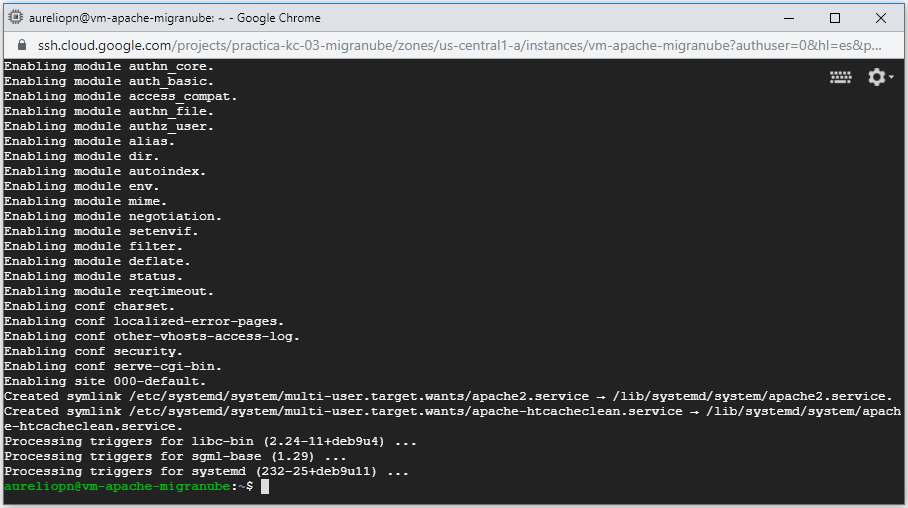 aureliopn@vm-apache-migranube: ~ - Google Chrome
ssh.cloud.google.com/projects/practica-kc-03-migranube/zones/us-central1-a/instances/vm-apache-migranube?authuser=0&hl=es&p...
Enabling module authn_core.
Enabling module auth_basic.
Enabling module access_compat.
Enabling module authn_file.
Enabling module authz_user.
Enabling module alias.
Enabling module dir.
Enabling module autoindex.
Enabling module env.
Enabling module mime.
Enabling module negotiation.
Enabling module setenvif.
Enabling module filter.
Enabling module deflate.
Enabling module status.
Enabling module reqtimeout.
Enabling conf charset.
Enabling conf localized-error-pages.
Enabling conf other-vhosts-access-log.
Enabling conf security.
Enabling conf serve-cgi-bin.
Enabling site 000-default.
Created symlink /etc/systemd/system/multi-user.target.wants/apache2.service → /lib/systemd/system/apache2.service.
Created symlink /etc/systemd/system/multi-user.target.wants/apache-htcacheclean.service → /lib/systemd/system/apach
e-htcacheclean.service.
Processing triggers for libc-bin (2.24-11+deb9u4) ...
Processing triggers for sgml-base (1.29) ...
Processing triggers for systemd (232-25+deb9u11) ...
aureliopn@vm-apache-migranube:~$